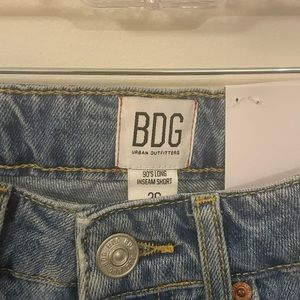 BDG
URBAN OUTFITTERS
90'S LONG
INSEAM SHORT